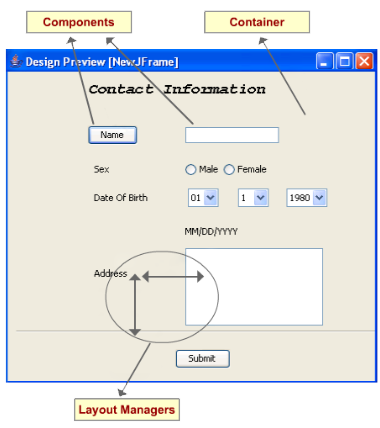 Components Container
Design Preview [NewJFrame]
Contact Information
Name
Sex Male Female
Date Of Birth 01 1 1980
MM/DD/YYYY
Address
Submit
Layout Managers